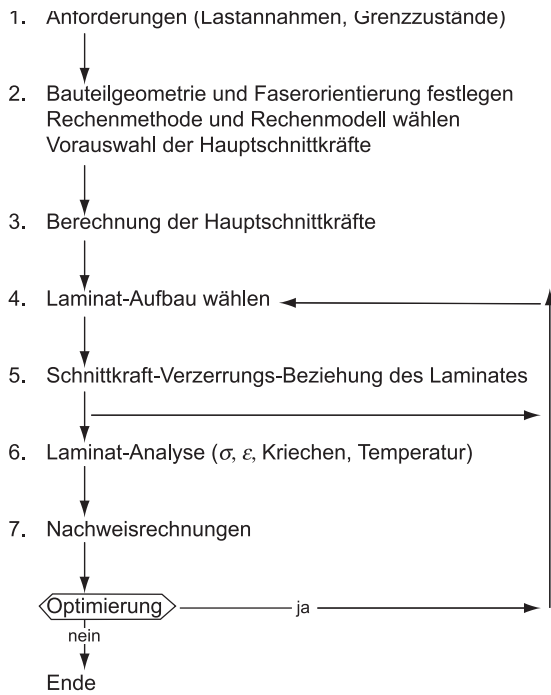 1. Anforderungen (Lastannahmen, Grenzzustände)
2. Bauteilgeometrie und Faserorientierung festlegen
Rechenmethode und Rechenmodell wählen
Vorauswahl der Hauptschnittkräfte
3. Berechnung der Hauptschnittkräfte
4. Laminat-Aufbau wählen
5. Schnittkraft-Verzerrungs-Beziehung des Laminates
6. Laminat-Analyse (σ, ε, Kriechen, Temperatur)
7. Nachweisrechnungen
Optimierung ja
nein
Ende